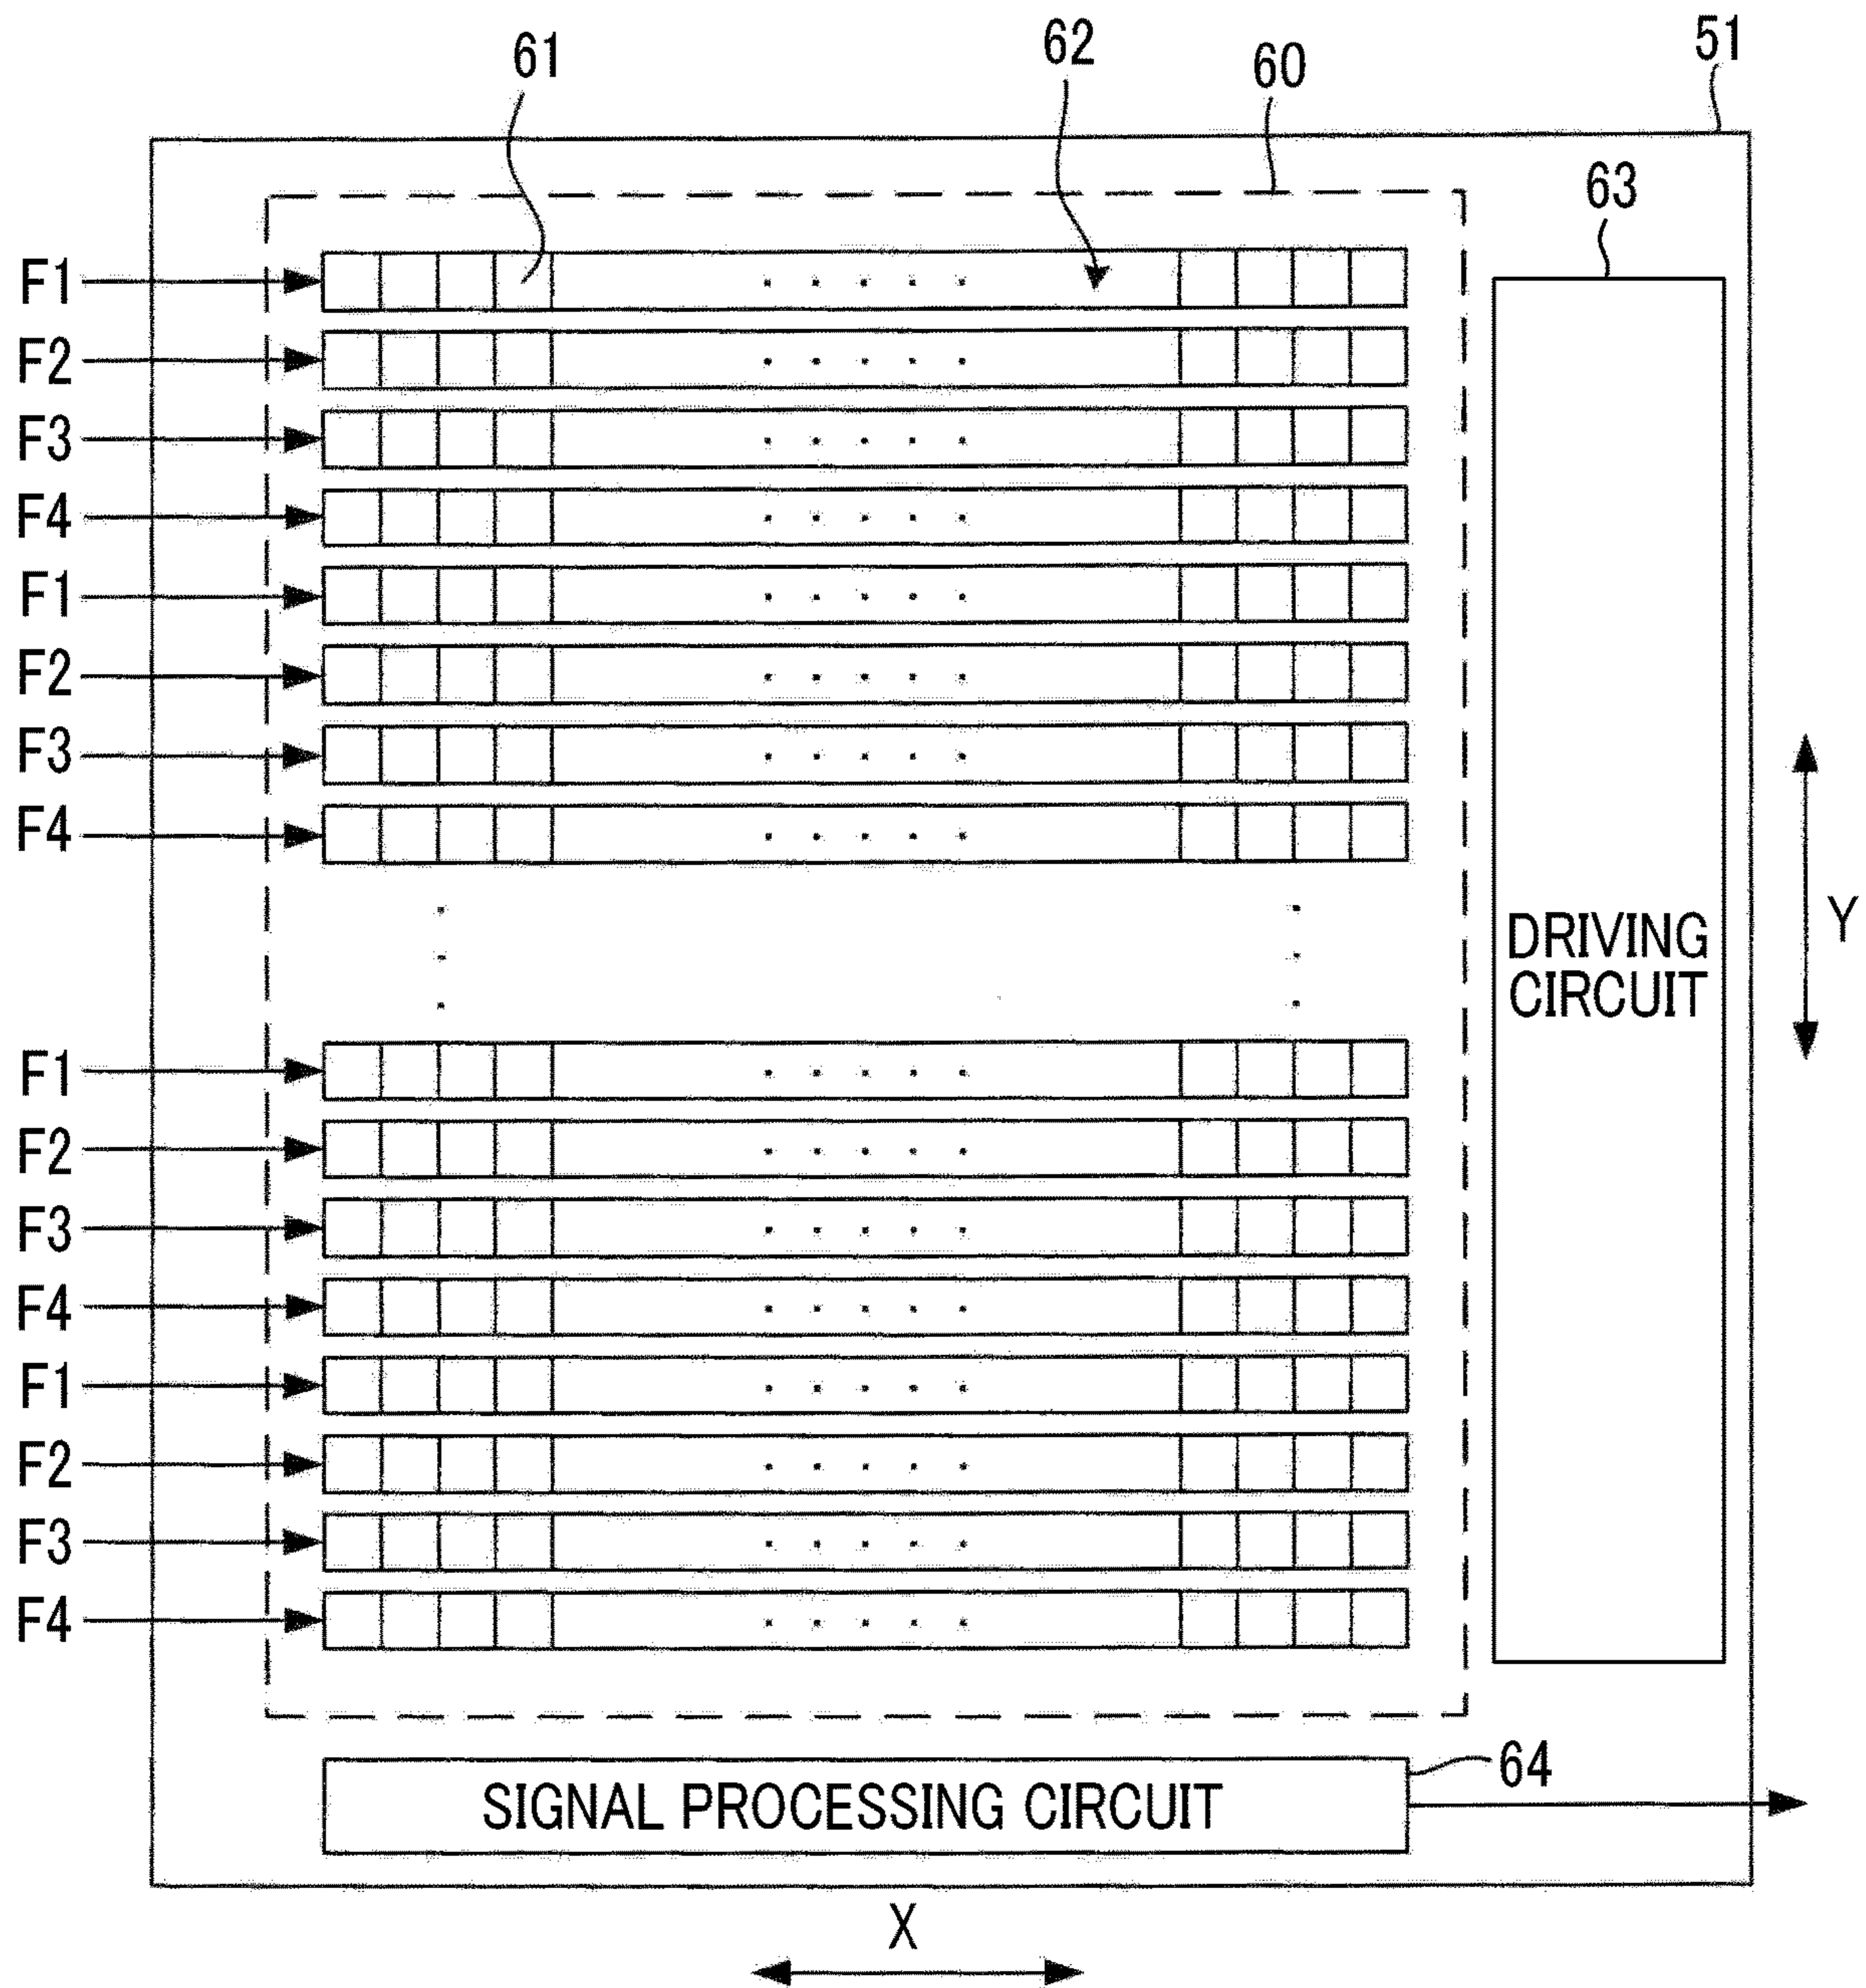 61
62
60
51
63
F1
F2
F3
F4
F1
F2
F3
F4
Y
DRIVING
CIRCUIT
F1
F2
F3
F4
F1
F2
F3
F4
64
SIGNAL PROCESSING CIRCUIT
X